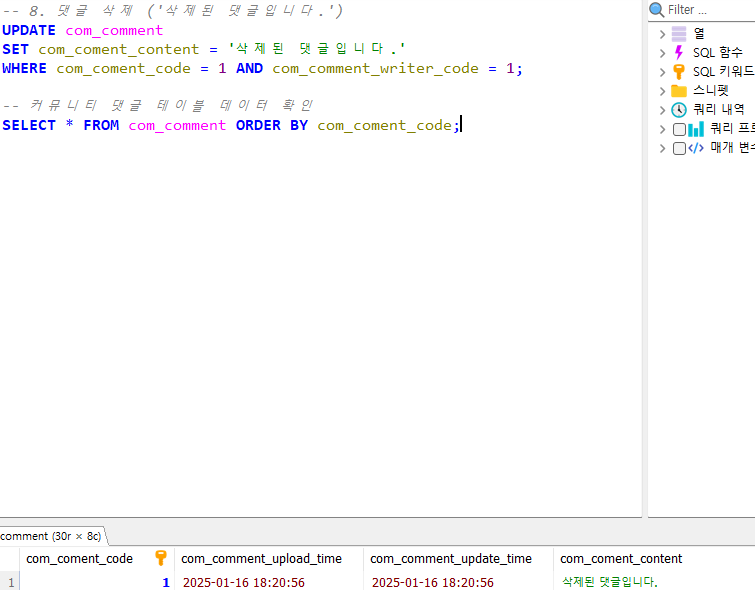 -- 8. 댓글 삭제 ('삭제된 댓글입니다.')
UPDATE com_comment
SET com_coment_content = '삭제된 댓글입니다.'
WHERE com_coment_code = 1 AND com_comment_writer_code = 1;
-- 커뮤니티 댓글 테이블 데이터 확인
SELECT * FROM com_comment ORDER BY com_coment_code;
Filter ...
열
SQL 함수
SQL 키워드
스니펫
쿼리 내역
쿼리 프로
매개 변수
comment (30r × 8c)
com_coment_code com_comment_upload_time com_comment_update_time com_coment_content
1 1 2025-01-16 18:20:56 2025-01-16 18:20:56 삭제된 댓글입니다.